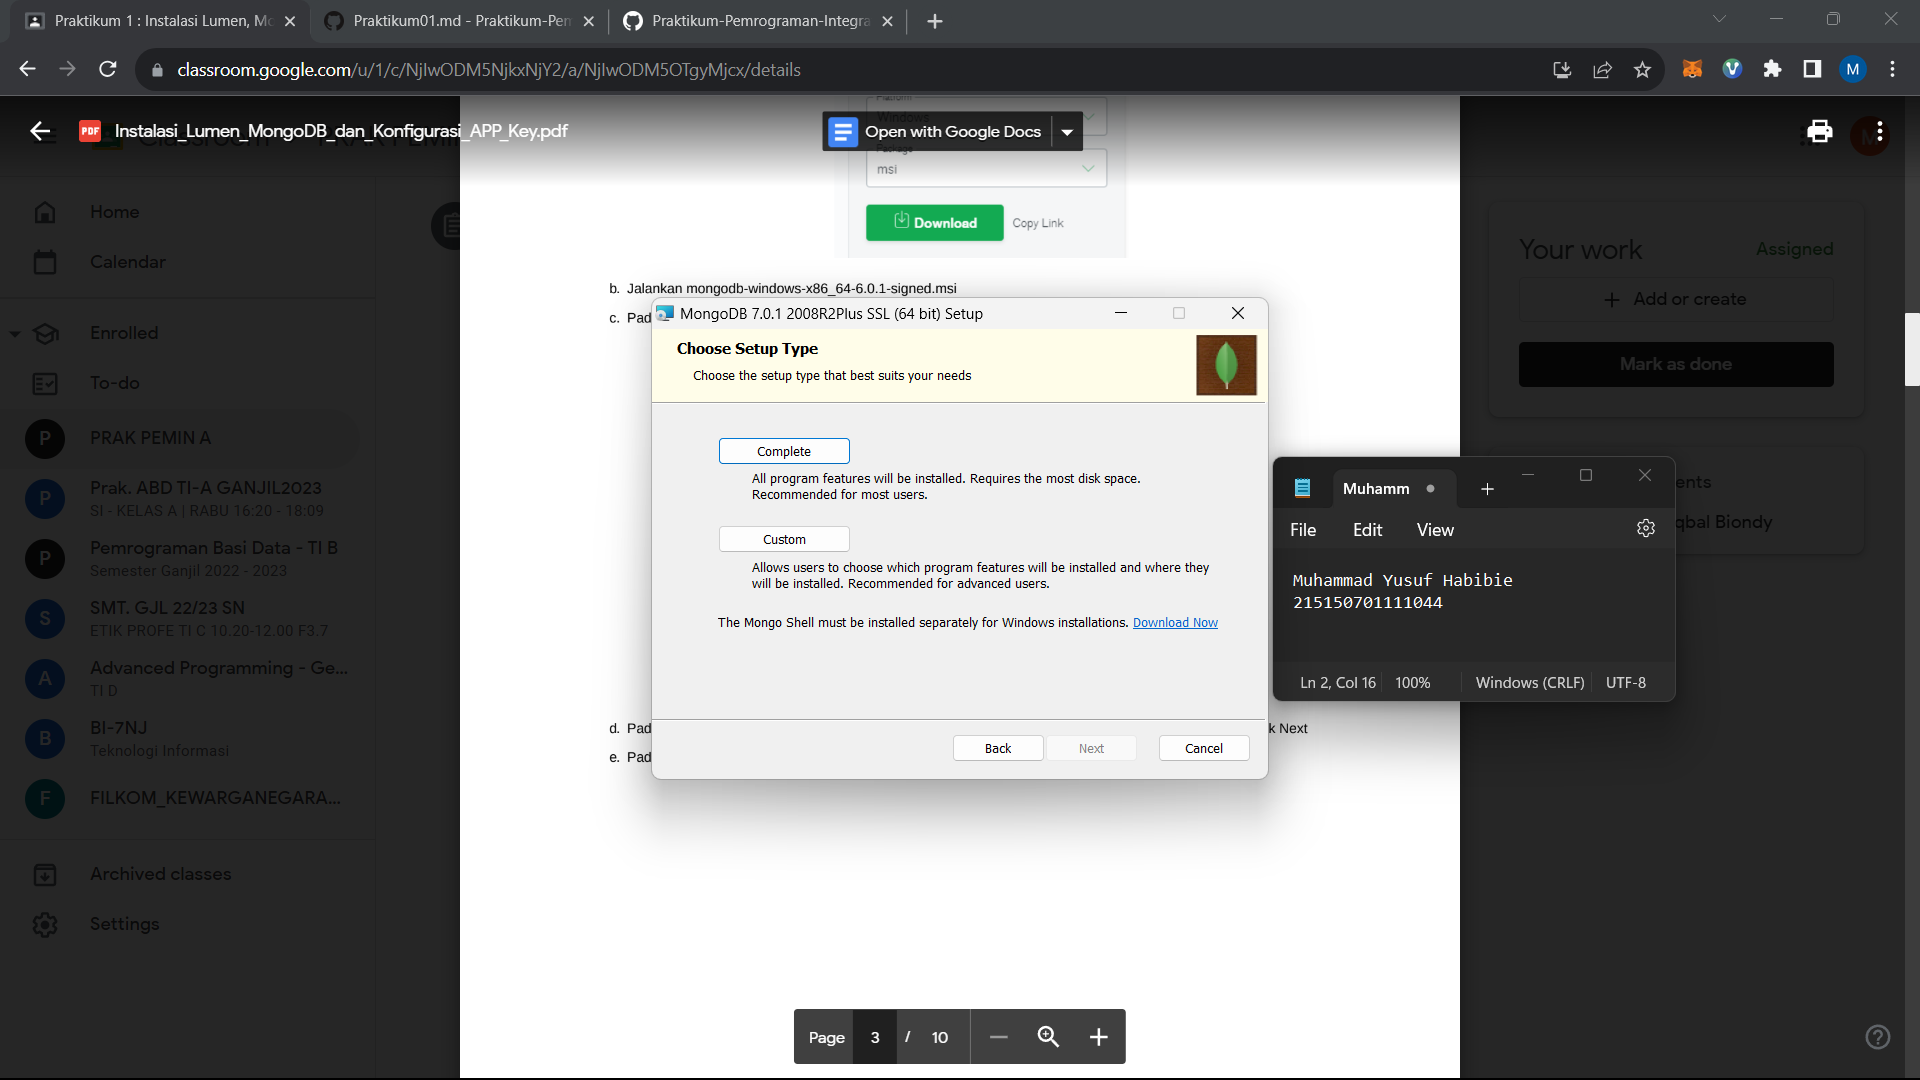 Praktikum 1 : Instalasi Lumen, Mo
Praktikum01.md - Praktikum-Pem
Praktikum-Pemrograman-Integra
classroom.google.com/u/1/c/NjIwODM5NjkxNjY2/a/NjIwODM5OTgyMjcx/details
M
PDF
Instalasi_Lumen_MongoDB_dan_Konfigurasi_APP_Key.pdf
Open with Google Docs
Platform
Windows
Package
msi
Download
Copy Link
Home
Calendar
Enrolled
To-do
P
PRAK PEMIN A
P
Prak. ABD TI-A GANJIL2023
SI - KELAS A | RABU 16:20 - 18:09
P
Pemrograman Basi Data - TI B
Semester Ganjil 2022 - 2023
S
SMT. GJL 22/23 SN
ETIK PROFE TI C 10.20-12.00 F3.7
A
Advanced Programming - Ge...
TI D
B
BI-7NJ
Teknologi Informasi
F
FILKOM_KEWARGANEGARA...
Archived classes
Settings
Your work
Assigned
+ Add or create
Mark as done
b. Jalankan mongodb-windows-x86_64-6.0.1-signed.msi
c. Pad
MongoDB 7.0.1 2008R2Plus SSL (64 bit) Setup
Choose Setup Type
Choose the setup type that best suits your needs
Complete
All program features will be installed. Requires the most disk space.
Recommended for most users.
Custom
Allows users to choose which program features will be installed and where they
will be installed. Recommended for advanced users.
The Mongo Shell must be installed separately for Windows installations. Download Now
Back
Next
Cancel
d. Pad
k Next
e. Pad
Muhamm
ents
qbal Biondy
File
Edit
View
Muhammad Yusuf Habibie
215150701111044
Ln 2, Col 16
100%
Windows (CRLF)
UTF-8
Page 3 / 10